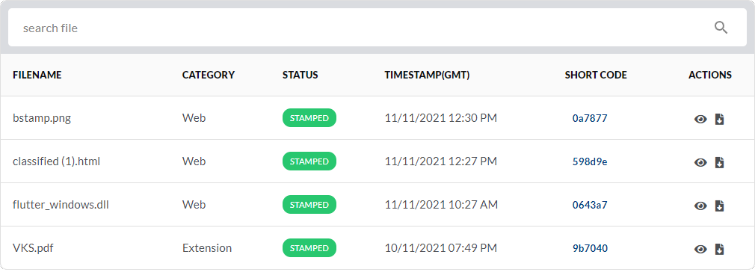 search file
FILENAME CATEGORY STATUS TIMESTAMP(GMT) SHORT CODE ACTIONS
bstamp.png Web STAMPED 11/11/2021 12:30 PM 0a7877
classified (1).html Web STAMPED 11/11/2021 12:27 PM 598d9e
flutter_windows.dll Web STAMPED 11/11/2021 10:27 AM 0643a7
VKS.pdf Extension STAMPED 10/11/2021 07:49 PM 9b7040